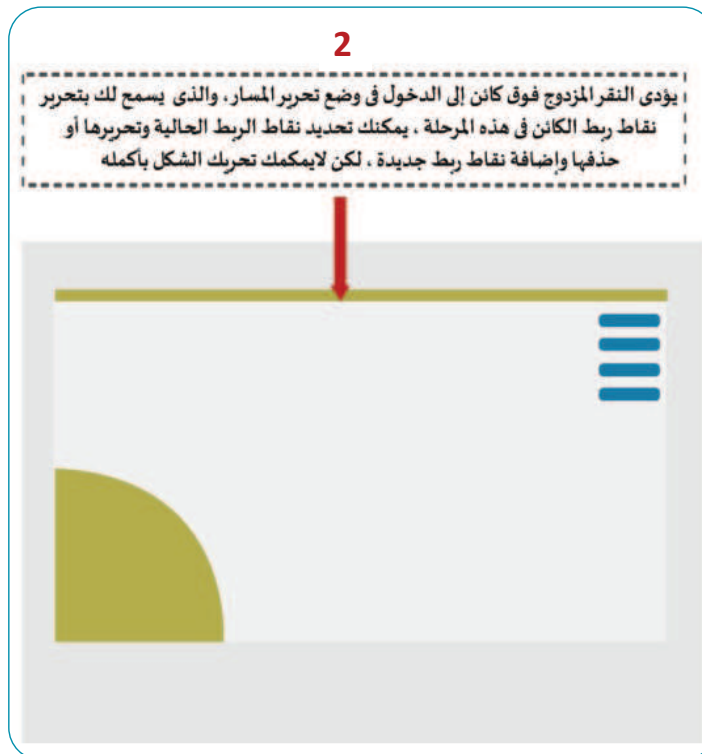 2
يؤدى النقر المزدوج فوق كائن إلى الدخول فى وضع تحرير المسار، والذى يسمح لك بتحرير
نقاط ربط الكائن فى هذه المرحلة ، يمكنك تحديد نقاط الربط الحالية وتحريرها أو
حذفها وإضافة نقاط ربط جديدة ، لكن لايمكمك تحريك الشكل بأكمله